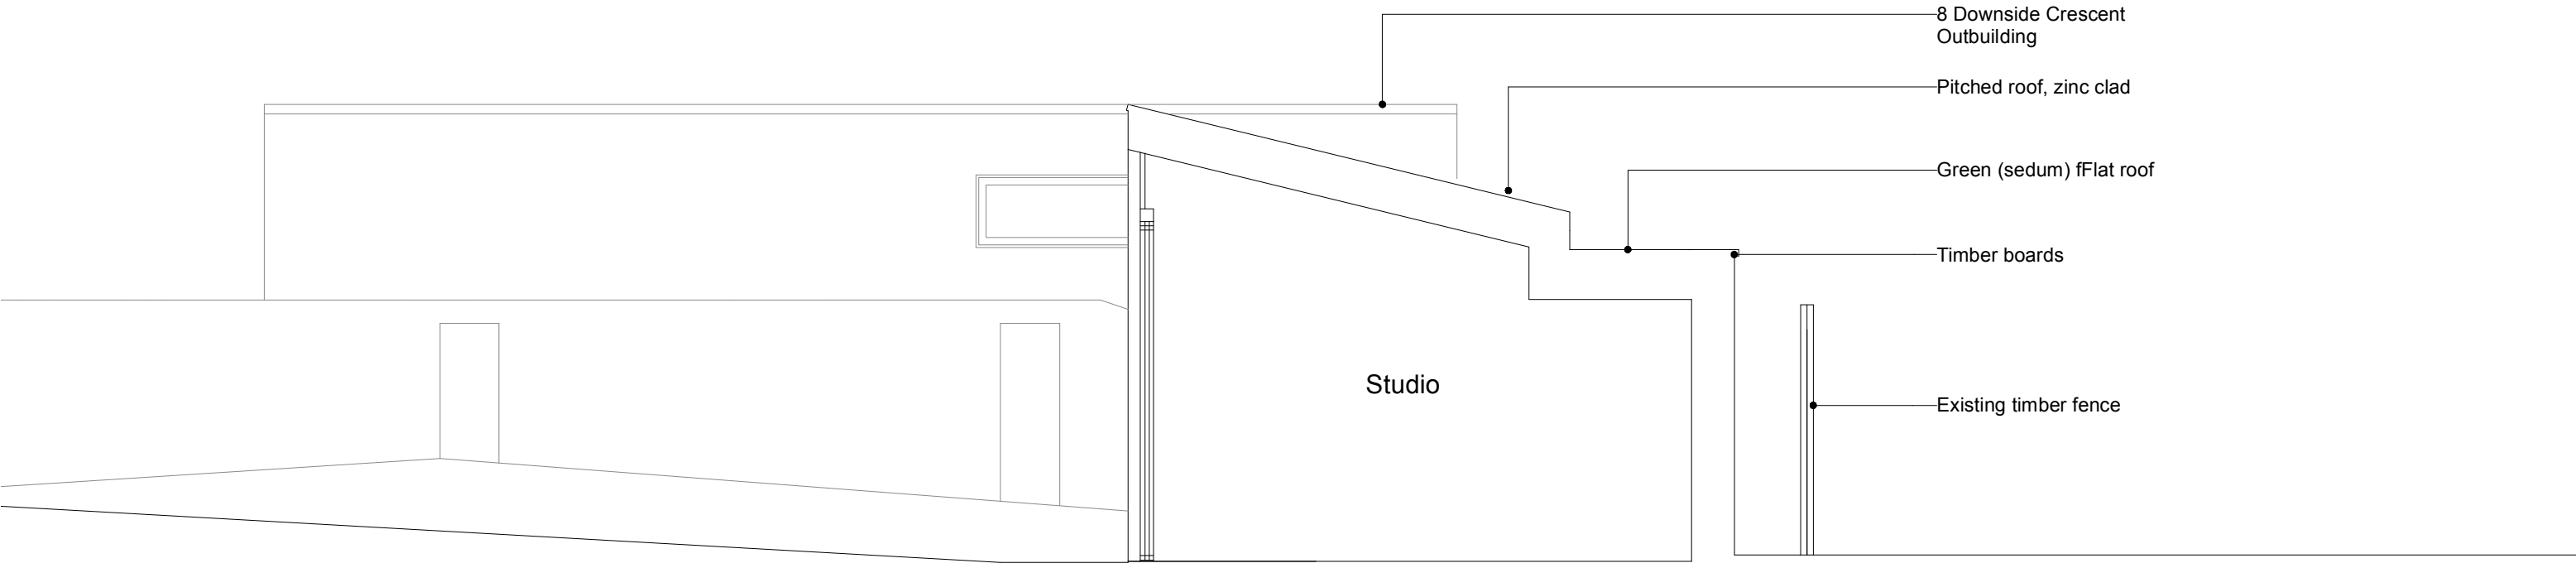 8 Downside Crescent
Outbuilding
Pitched roof, zinc clad
Green (sedum) fFlat roof
Timber boards
Studio
Existing timber fence